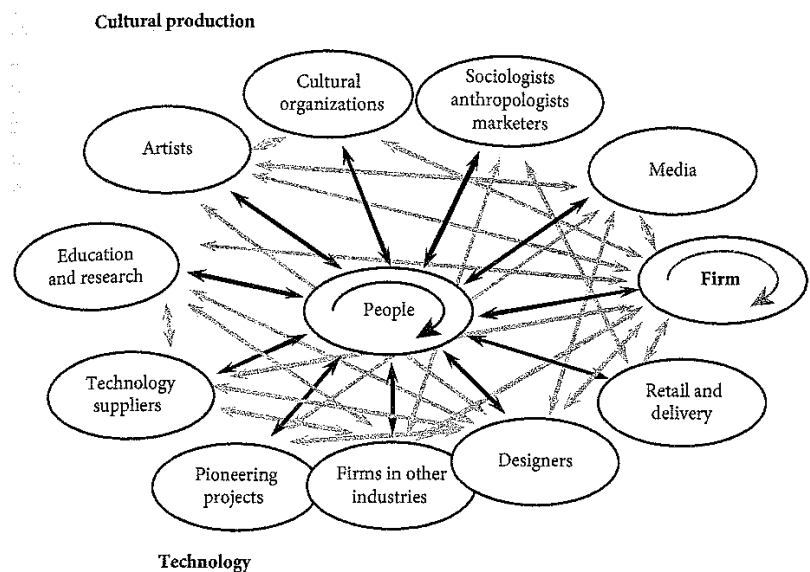 Cultural production
Cultural
organizations
Sociologists
anthropologists
marketers
Artists
Media
Education
and research
People
Firm
Technology
suppliers
Retail and
delivery
Pioneering
projects
Firms in other
industries
Designers
Technology